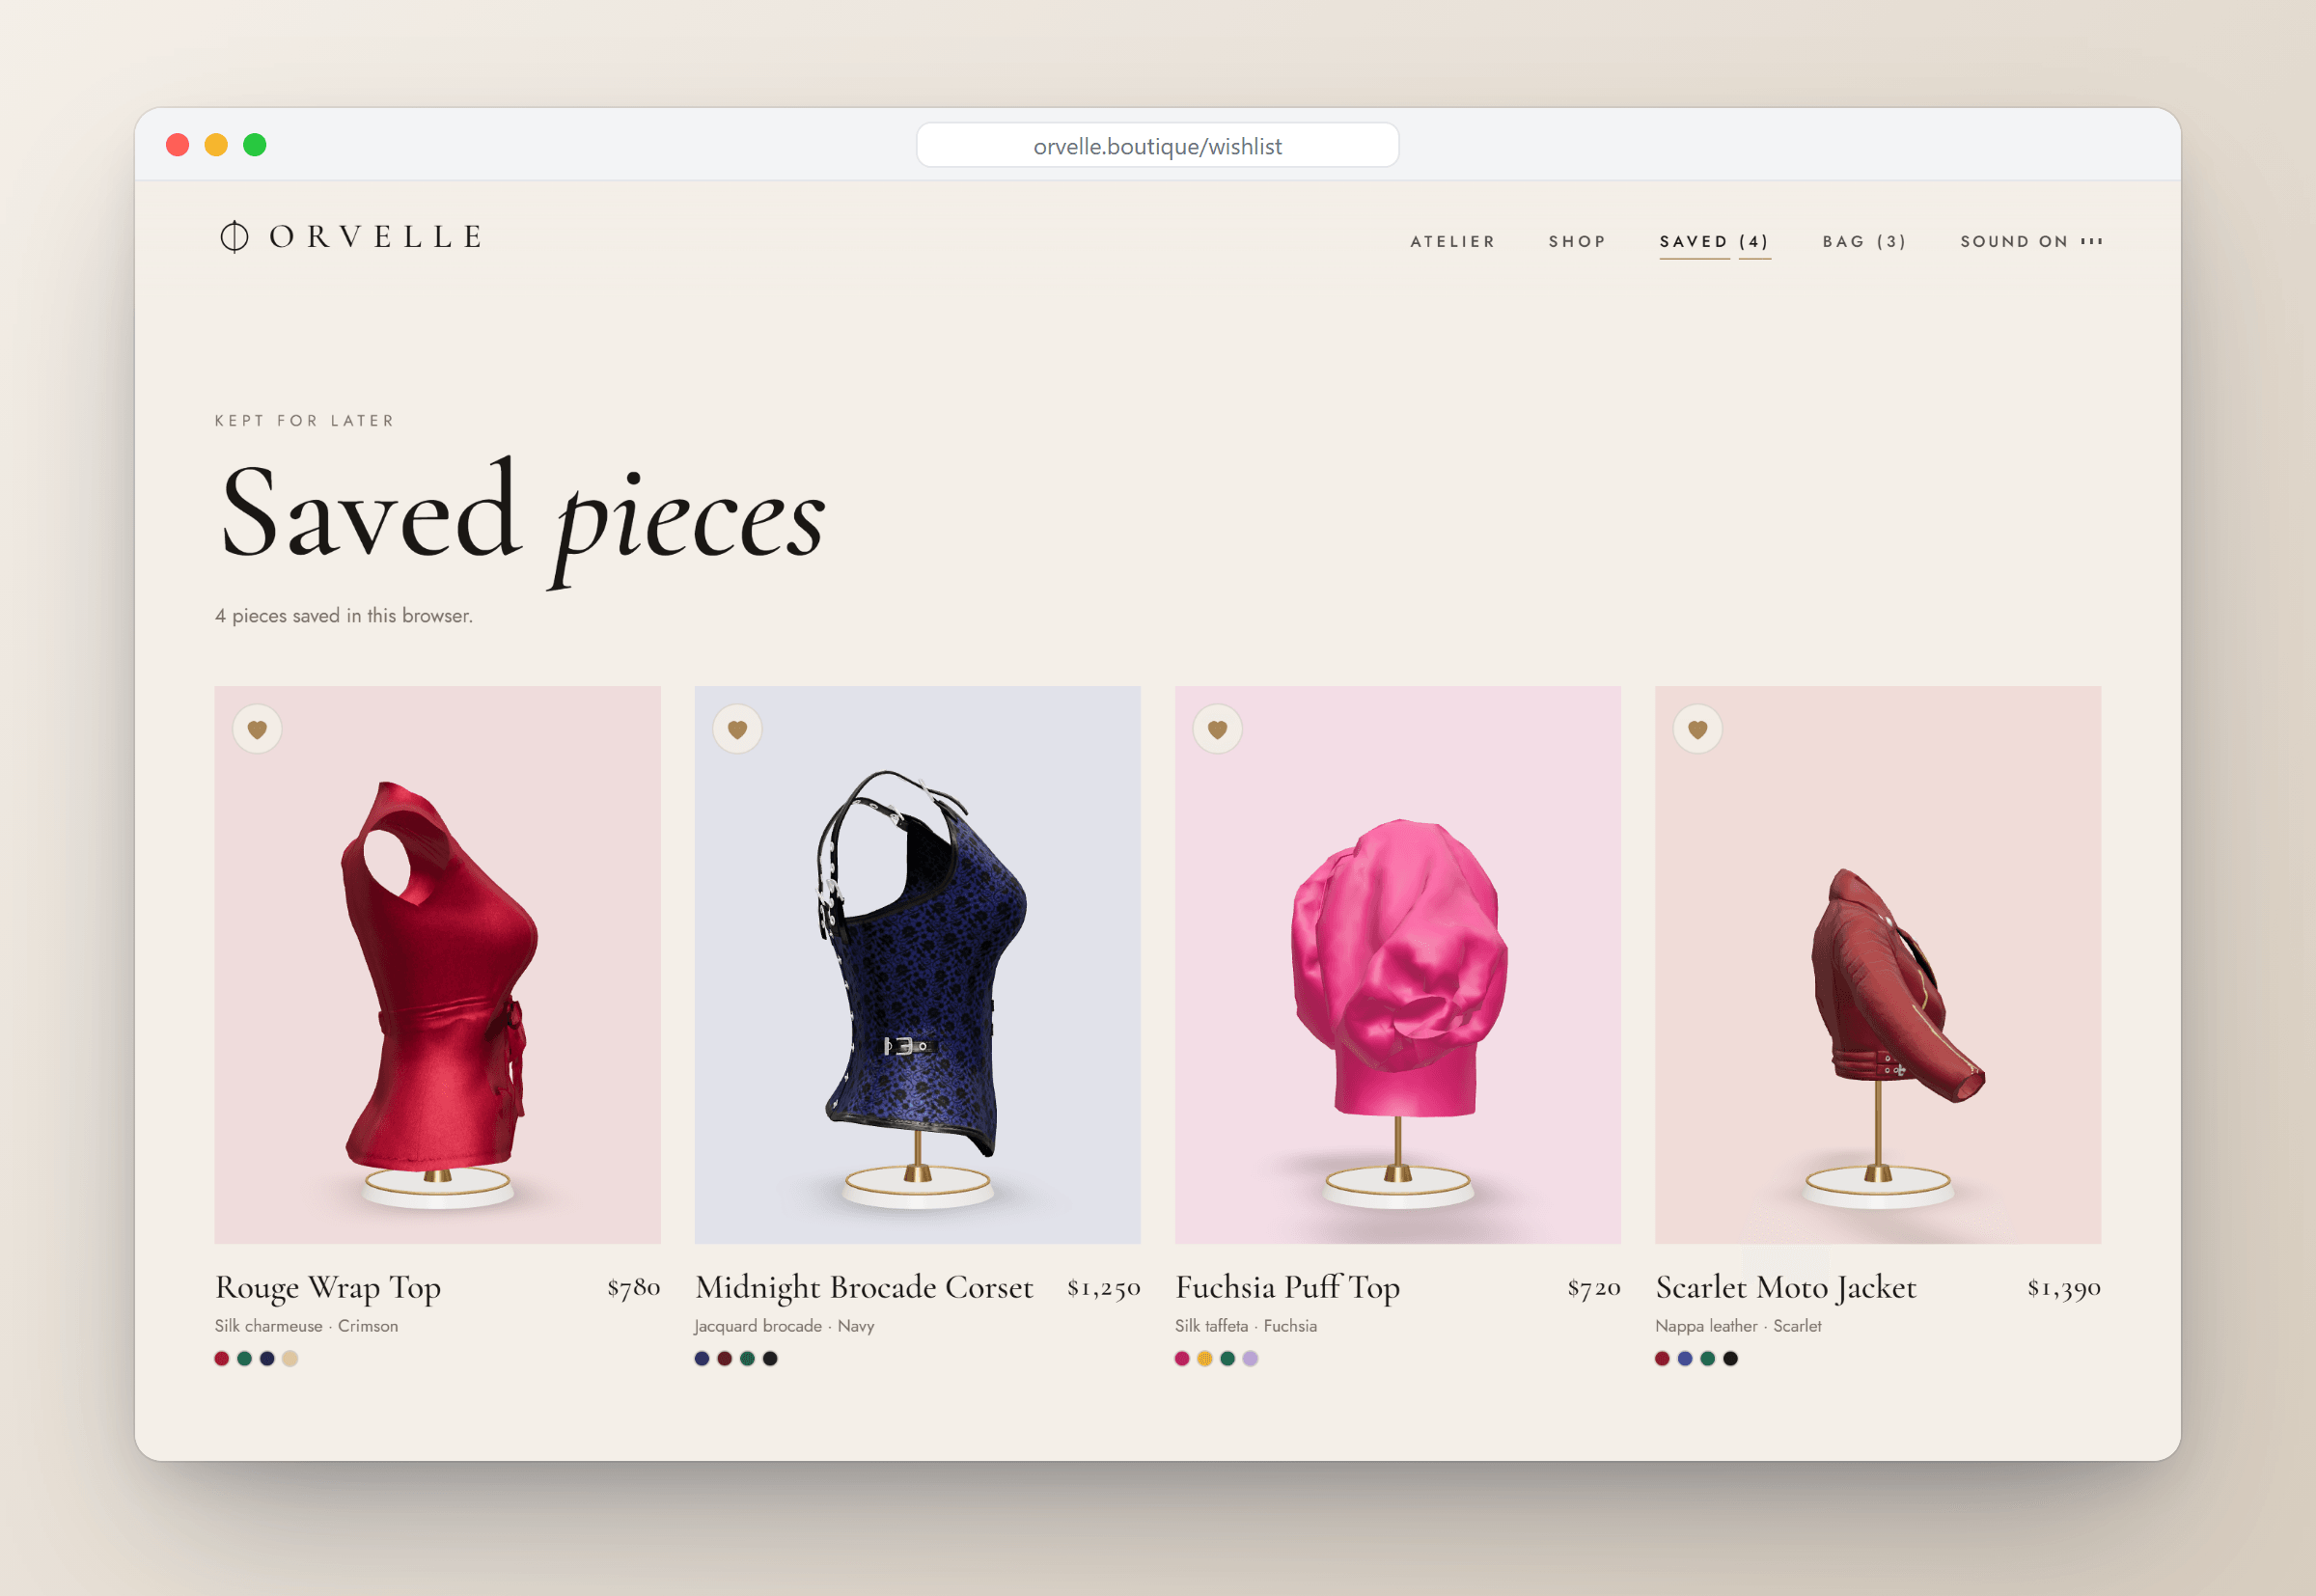 orvelle.boutique/wishlist
ORVELLE
ATELIER SHOP SAVED (4) BAG (3) SOUND ON
KEPT FOR LATER
Saved pieces
4 pieces saved in this browser.
Rouge Wrap Top $780
Silk charmeuse · Crimson
Midnight Brocade Corset $1,250
Jacquard brocade · Navy
Fuchsia Puff Top $720
Silk taffeta · Fuchsia
Scarlet Moto Jacket $1,390
Nappa leather · Scarlet